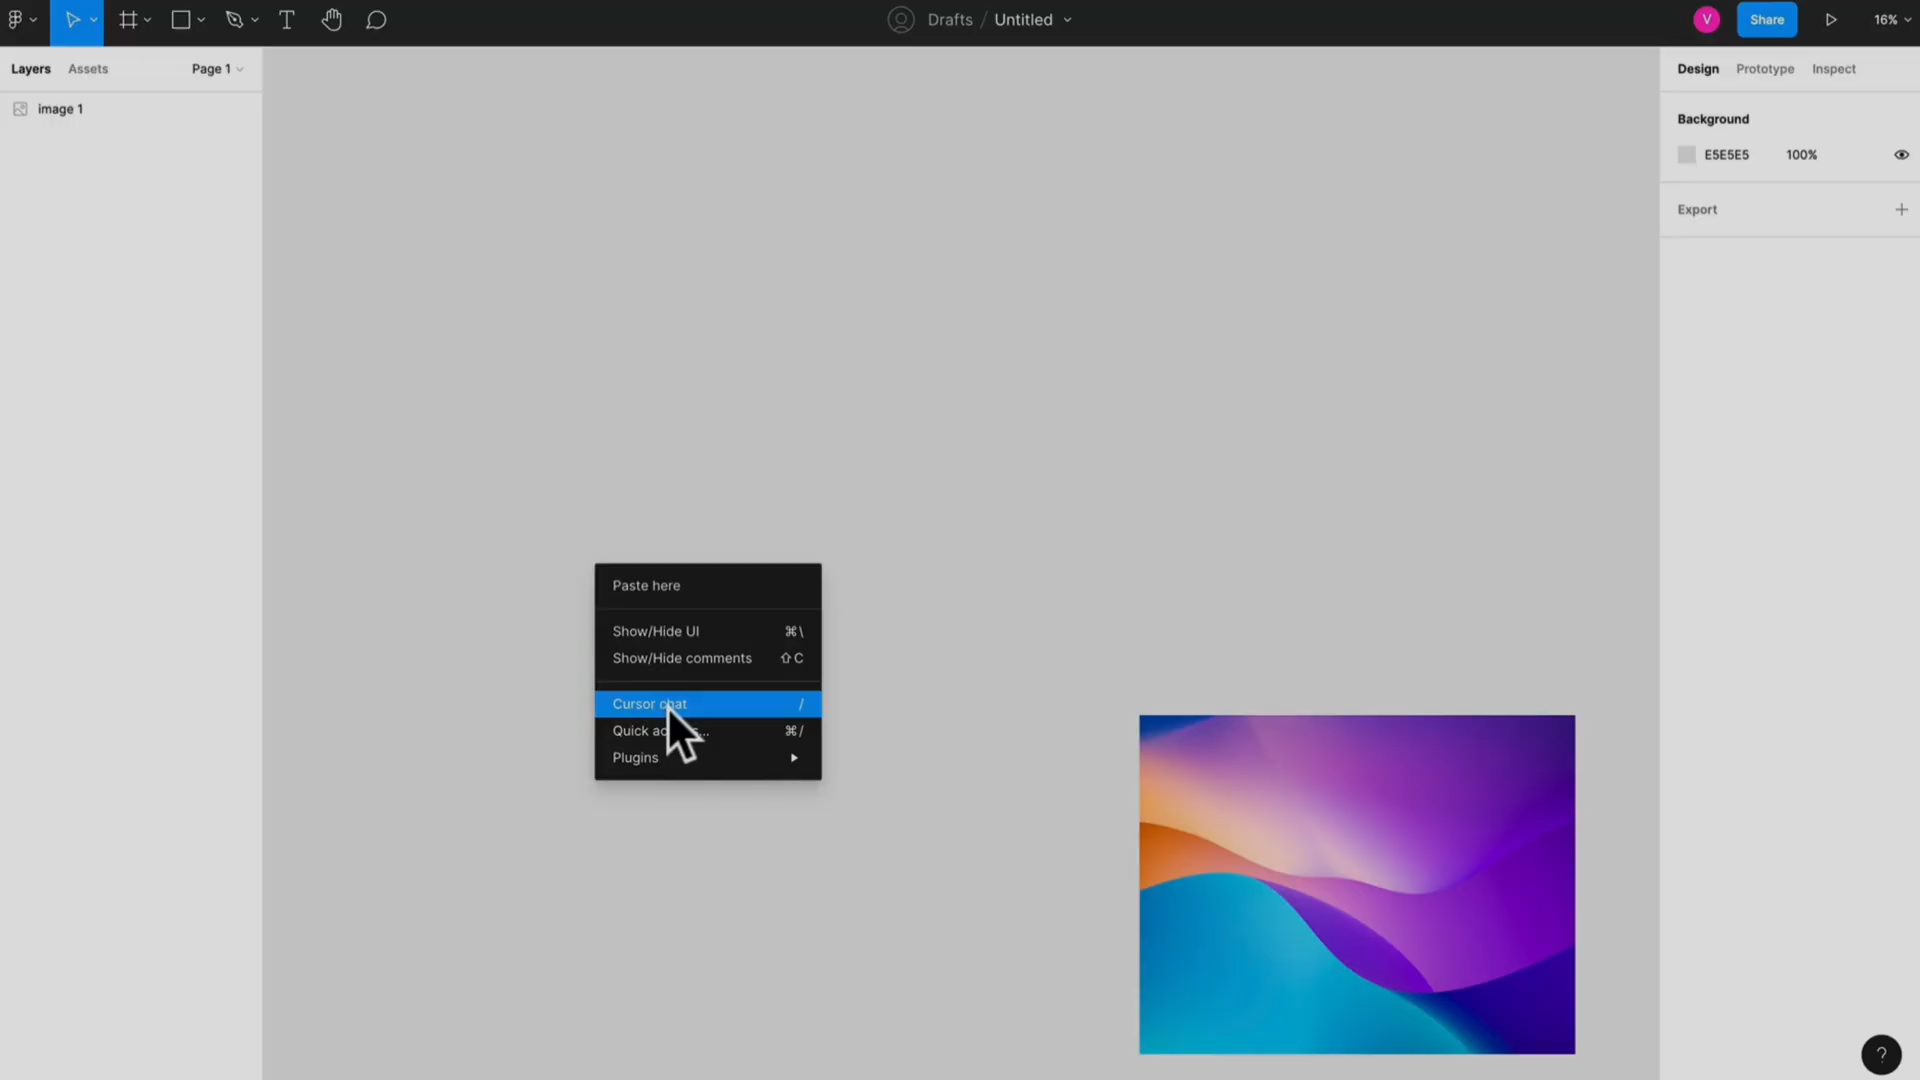 Drafts / Untitled
V
Share
16%
Layers Assets Page 1
image 1
Design Prototype Inspect
Background
E5E5E5 100%
Export
Paste here
Show/Hide UI ⌘\
Show/Hide comments ⇧C
Cursor chat /
Quick ⌘/
Plugins
?